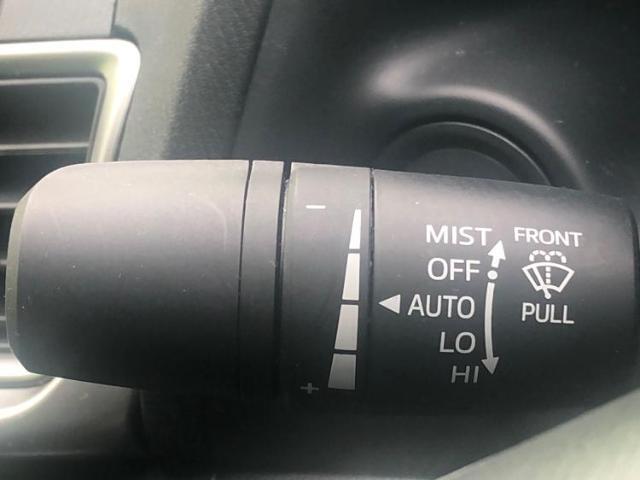 −
MIST FRONT
OFF
AUTO PULL
LO
HI
+